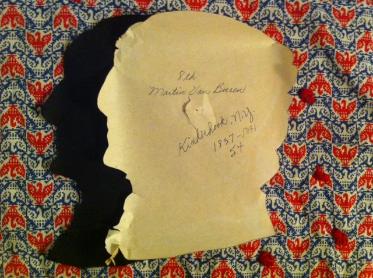 8th
Martin Van Buren
Kinderhook, N.Y.
1837-1841
54